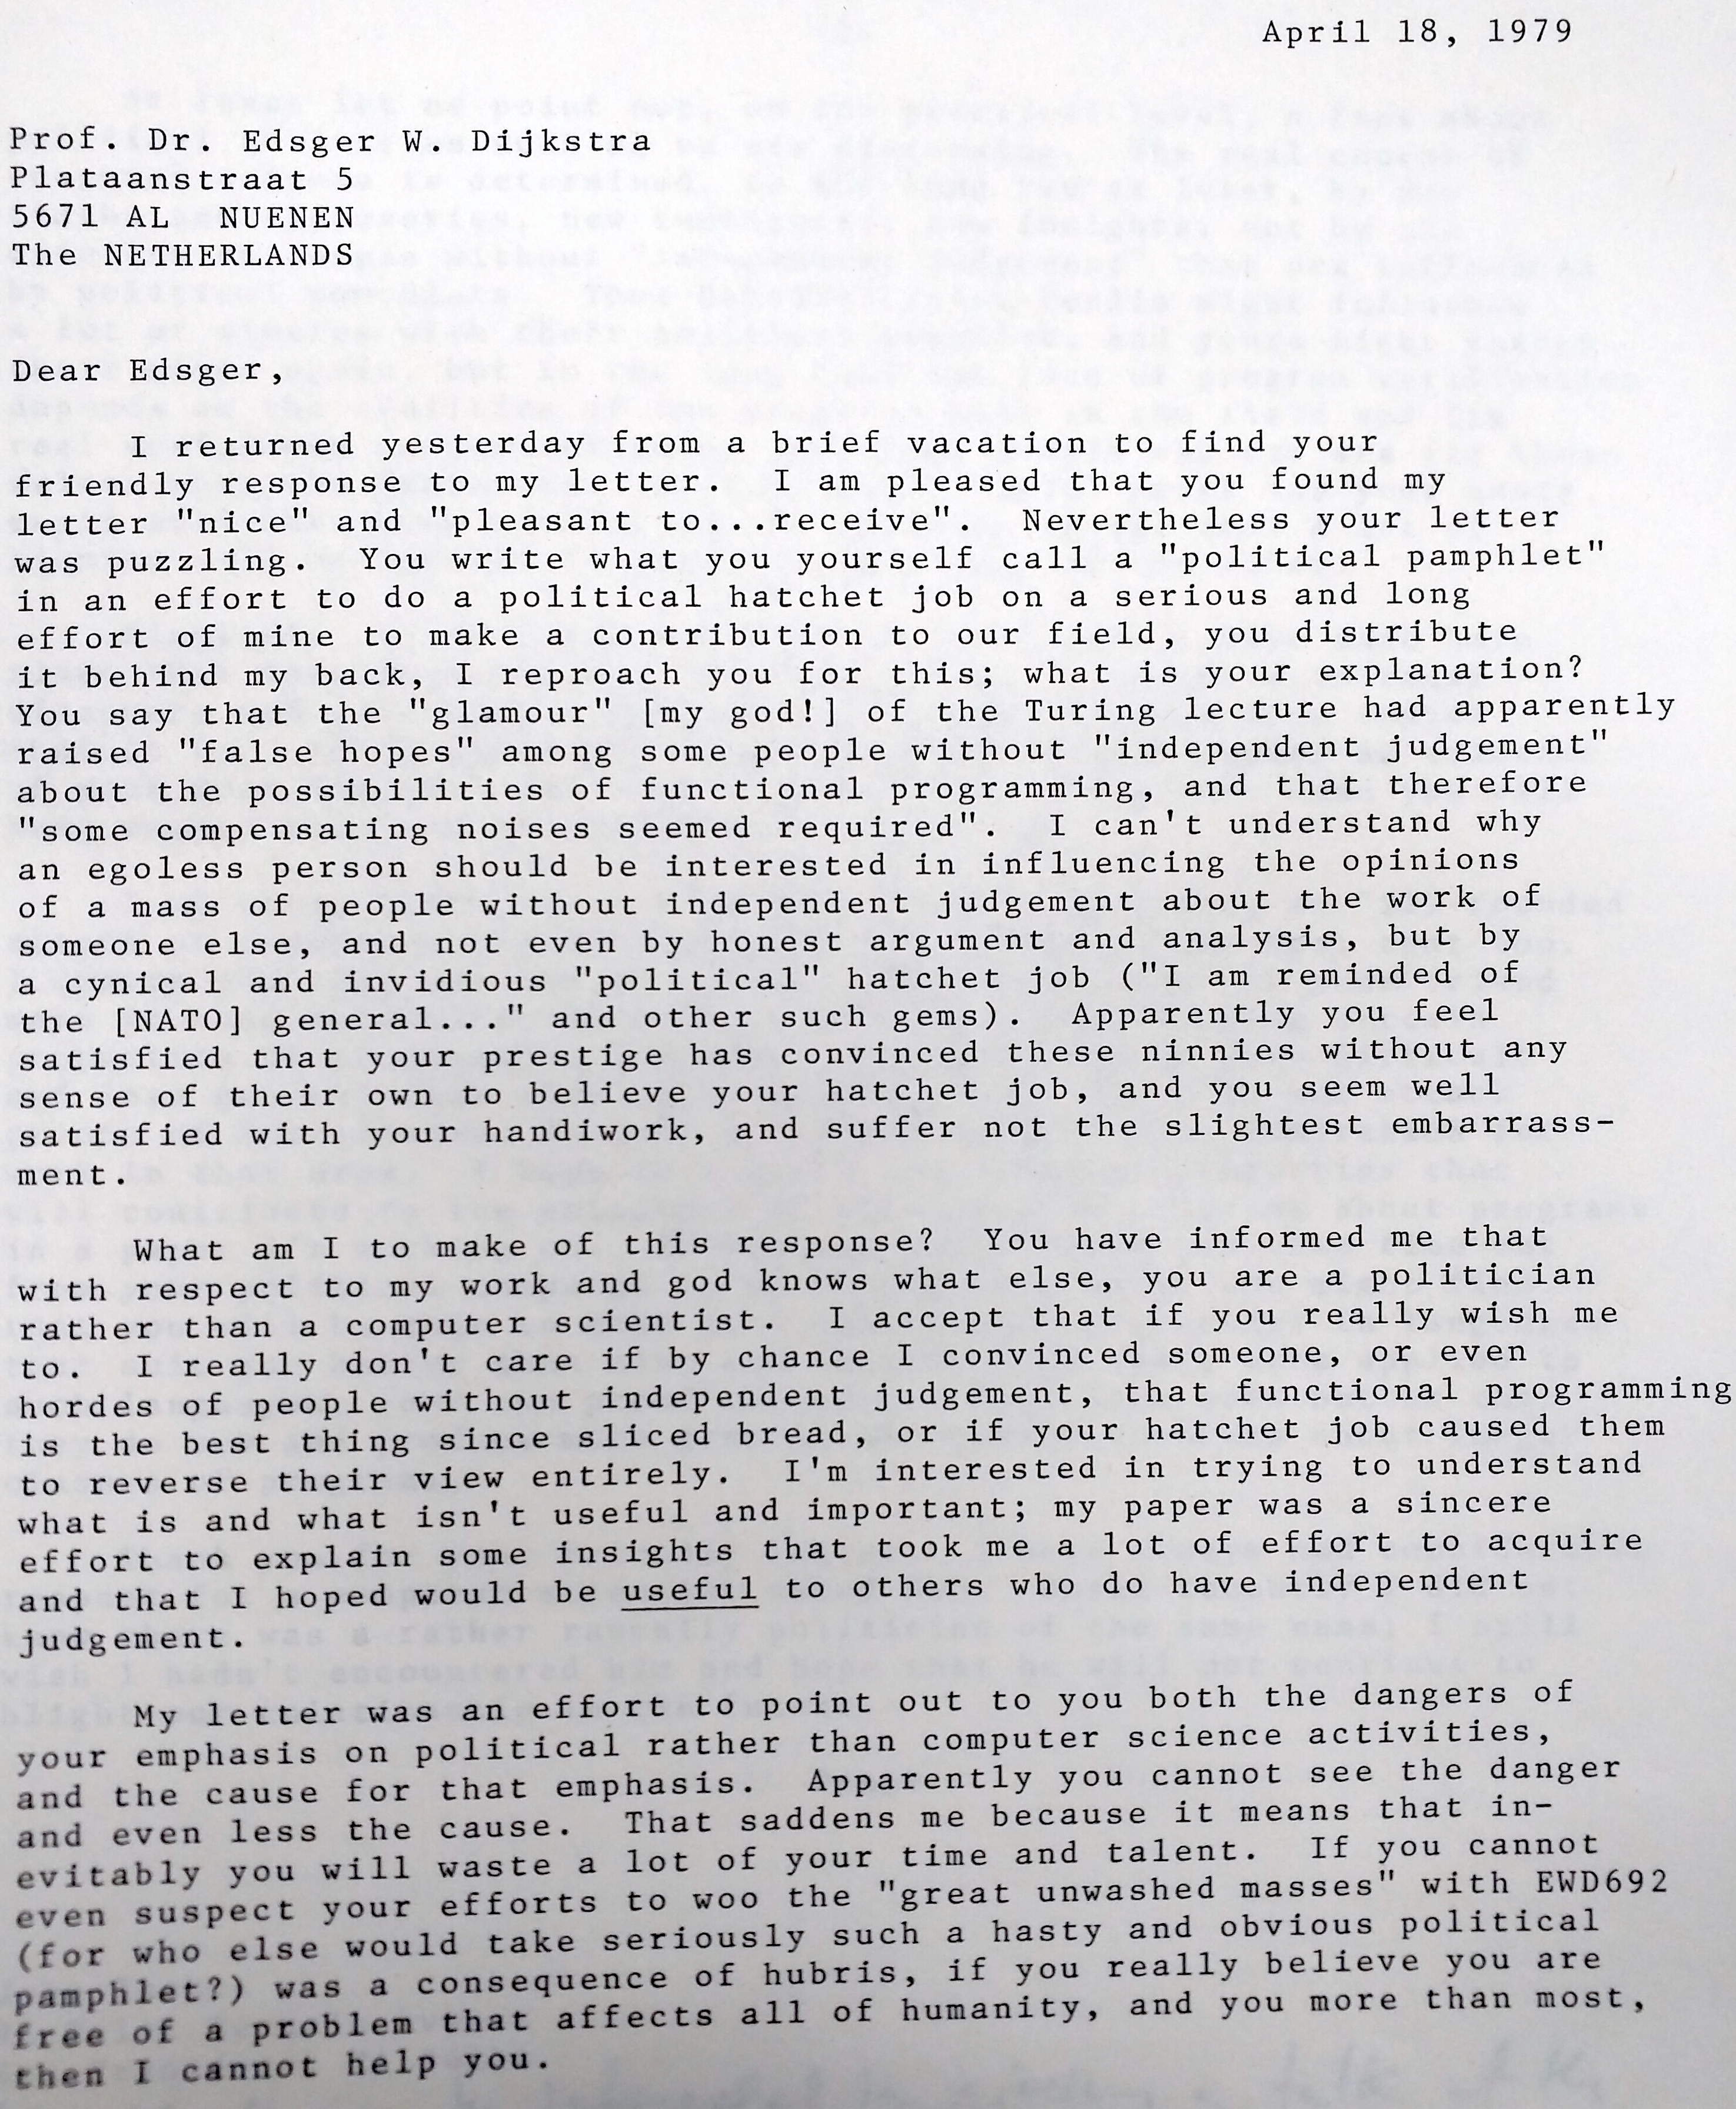 April 18, 1979
Prof. Dr. Edsger W. Dijkstra
Plataanstraat 5
5671 AL  NUENEN
The NETHERLANDS
Dear Edsger,
I returned yesterday from a brief vacation to find your
friendly response to my letter. I am pleased that you found my
letter "nice" and "pleasant to...receive". Nevertheless your letter
was puzzling. You write what you yourself call a "political pamphlet"
in an effort to do a political hatchet job on a serious and long
effort of mine to make a contribution to our field, you distribute
it behind my back, I reproach you for this; what is your explanation?
You say that the "glamour" [my god!] of the Turing lecture had apparently
raised "false hopes" among some people without "independent judgement"
about the possibilities of functional programming, and that therefore
"some compensating noises seemed required". I can't understand why
an egoless person should be interested in influencing the opinions
of a mass of people without independent judgement about the work of
someone else, and not even by honest argument and analysis, but by
a cynical and invidious "political" hatchet job ("I am reminded of
the [NATO] general..." and other such gems). Apparently you feel
satisfied that your prestige has convinced these ninnies without any
sense of their own to believe your hatchet job, and you seem well
satisfied with your handiwork, and suffer not the slightest embarrass-
ment.
What am I to make of this response? You have informed me that
with respect to my work and god knows what else, you are a politician
rather than a computer scientist. I accept that if you really wish me
to. I really don't care if by chance I convinced someone, or even
hordes of people without independent judgement, that functional programming
is the best thing since sliced bread, or if your hatchet job caused them
to reverse their view entirely. I'm interested in trying to understand
what is and what isn't useful and important; my paper was a sincere
effort to explain some insights that took me a lot of effort to acquire
and that I hoped would be useful to others who do have independent
judgement.
My letter was an effort to point out to you both the dangers of
your emphasis on political rather than computer science activities,
and the cause for that emphasis. Apparently you cannot see the danger
and even less the cause. That saddens me because it means that in-
evitably you will waste a lot of your time and talent. If you cannot
even suspect your efforts to woo the "great unwashed masses" with EWD692
(for who else would take seriously such a hasty and obvious political
pamphlet?) was a consequence of hubris, if you really believe you are
free of a problem that affects all of humanity, and you more than most,
then I cannot help you.